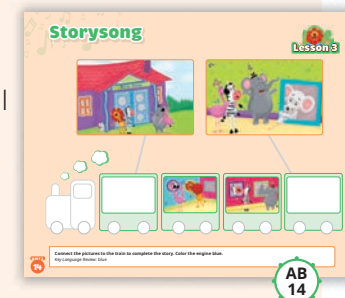 Storysong
Lesson 3
Connect the pictures to the train to complete the story. Color the engine blue.
Key Language Review: blue
14
AB
14